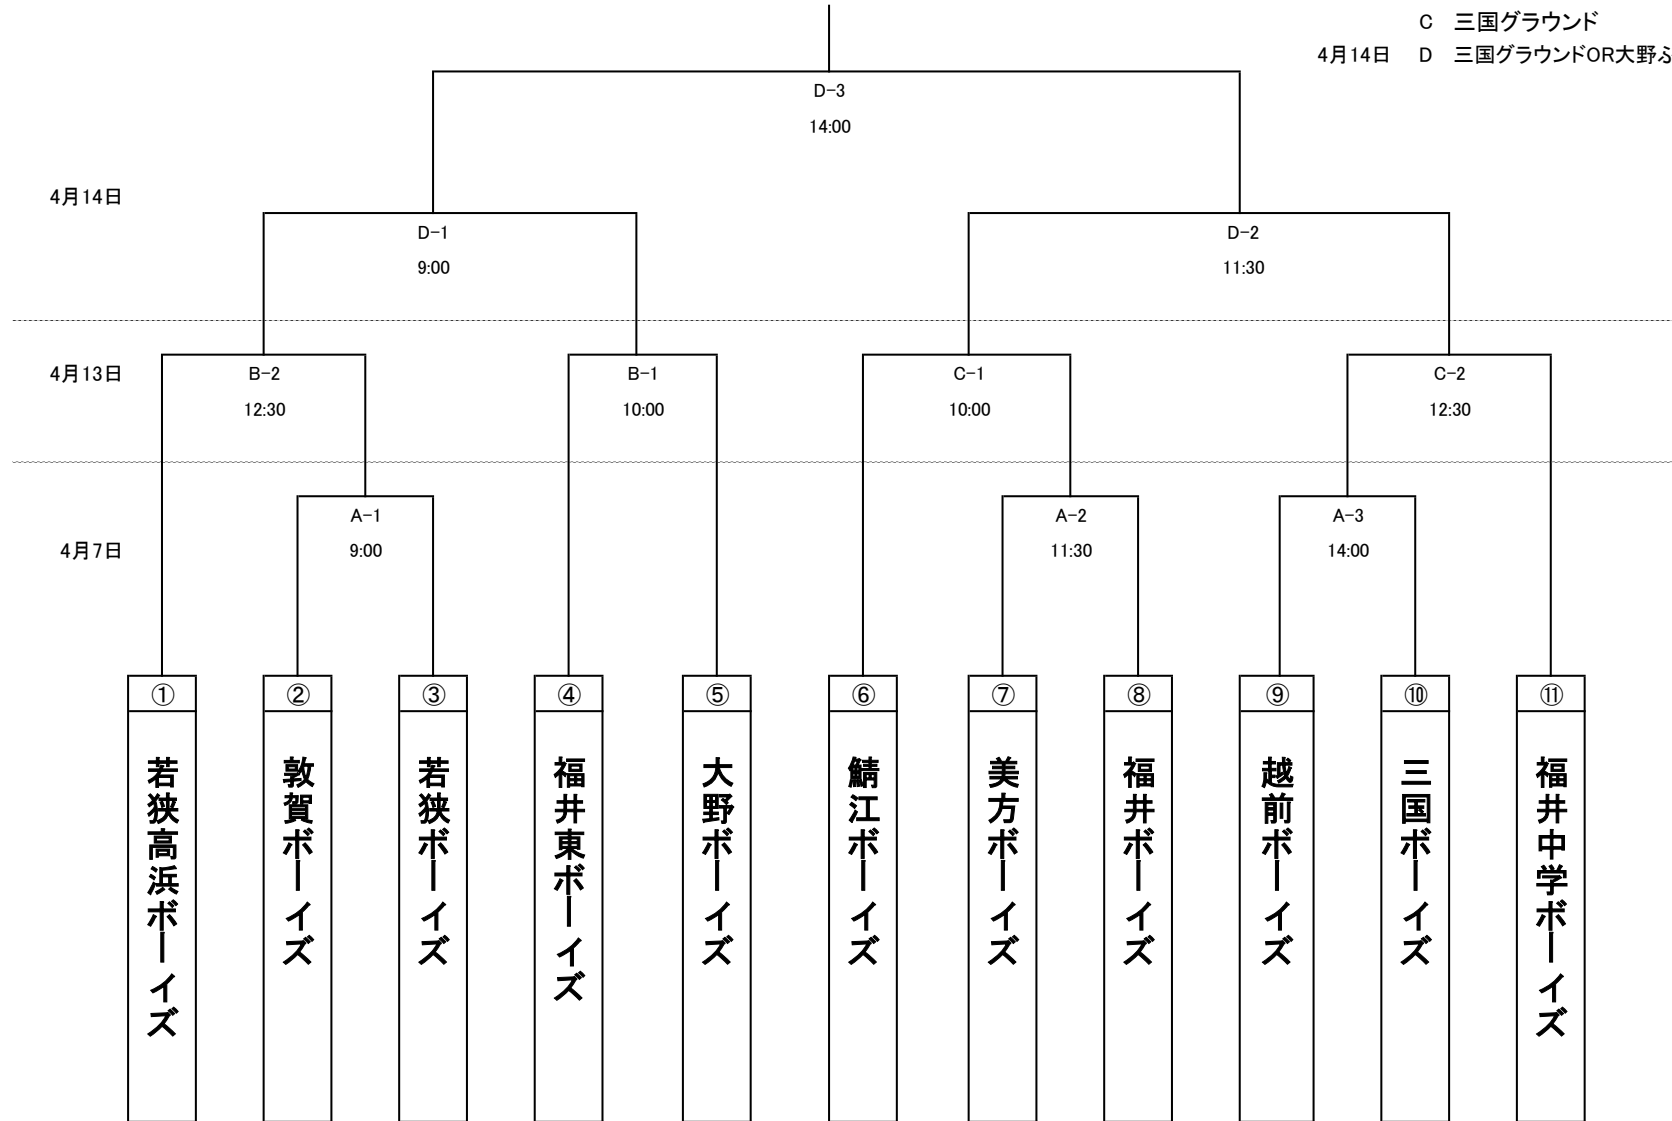 C 三国グラウンド
4月14日 D 三国グラウンドOR大野ふ
D-3
14:00
4月14日
D-1
D-2
9:00
11:30
4月13日
B-2
B-1
C-1
C-2
12:30
10:00
10:00
12:30
A-1
A-2
A-3
4月7日
9:00
11:30
14:00
① ② ③ ④ ⑤ ⑥ ⑦ ⑧ ⑨ ⑩ ⑪
若狭高浜ボーイズ
敦賀ボーイズ
若狭ボーイズ
福井東ボーイズ
大野ボーイズ
鯖江ボーイズ
美方ボーイズ
福井ボーイズ
越前ボーイズ
三国ボーイズ
福井中学ボーイズ